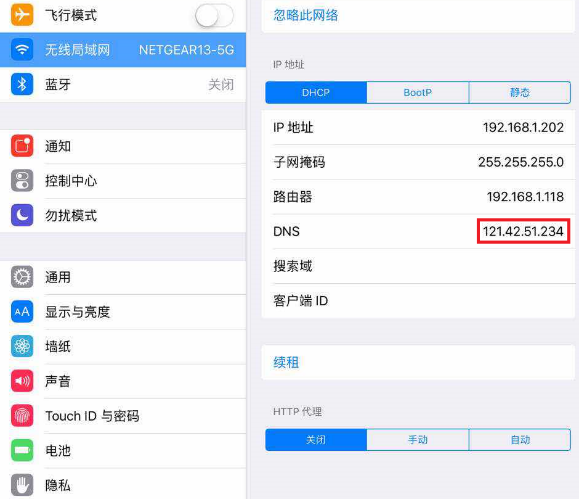 飞行模式
无线局域网 NETGEAR13-5G
蓝牙 关闭
通知
控制中心
勿扰模式
通用
AA 显示与亮度
墙纸
声音
Touch ID 与密码
电池
隐私
忽略此网络
IP 地址
DHCP BootP 静态
IP 地址 192.168.1.202
子网掩码 255.255.255.0
路由器 192.168.1.118
DNS 121.42.51.234
搜索域
客户端 ID
续租
HTTP 代理
关闭 手动 自动